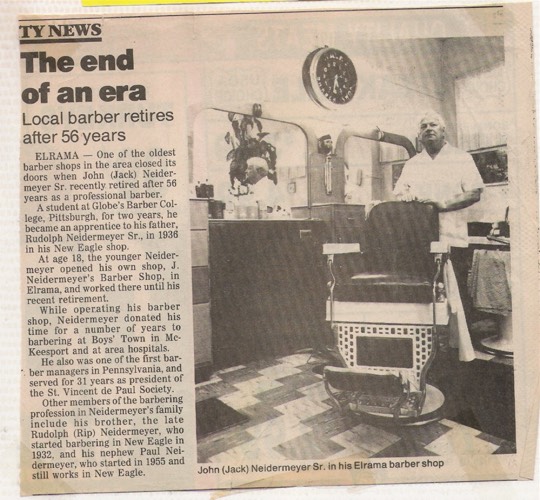 TY NEWS
The end
of an era
Local barber retires
after 56 years
ELRAMA — One of the oldest
barber shops in the area closed its
doors when John (Jack) Neider-
meyer Sr. recently retired after 56
years as a professional barber.
A student at Globe's Barber Col-
lege, Pittsburgh, for two years, he
became an apprentice to his father,
Rudolph Neidermeyer Sr., in 1936
in his New Eagle shop.
At age 18, the younger Neider-
meyer opened his own shop, J.
Neidermeyer's Barber Shop, in
Elrama, and worked there until his
recent retirement.
While operating his barber
shop, Neidermeyer donated his
time for a number of years to
barbering at Boys' Town in Mc-
Keesport and at area hospitals.
He also was one of the first bar-
ber managers in Pennsylvania, and
served for 31 years as president of
the St. Vincent de Paul Society.
Other members of the barbering
profession in Neidermeyer's family
include his brother, the late
Rudolph (Rip) Neidermeyer, who
started barbering in New Eagle in
1932, and his nephew Paul Nei-
dermeyer, who started in 1955 and
still works in New Eagle.
John (Jack) Neidermeyer Sr. in his Elrama barber shop